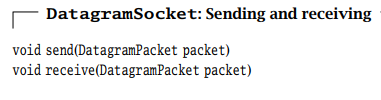 DatagramSocket: Sending and receiving
void send(DatagramPacket packet)
void receive(DatagramPacket packet)